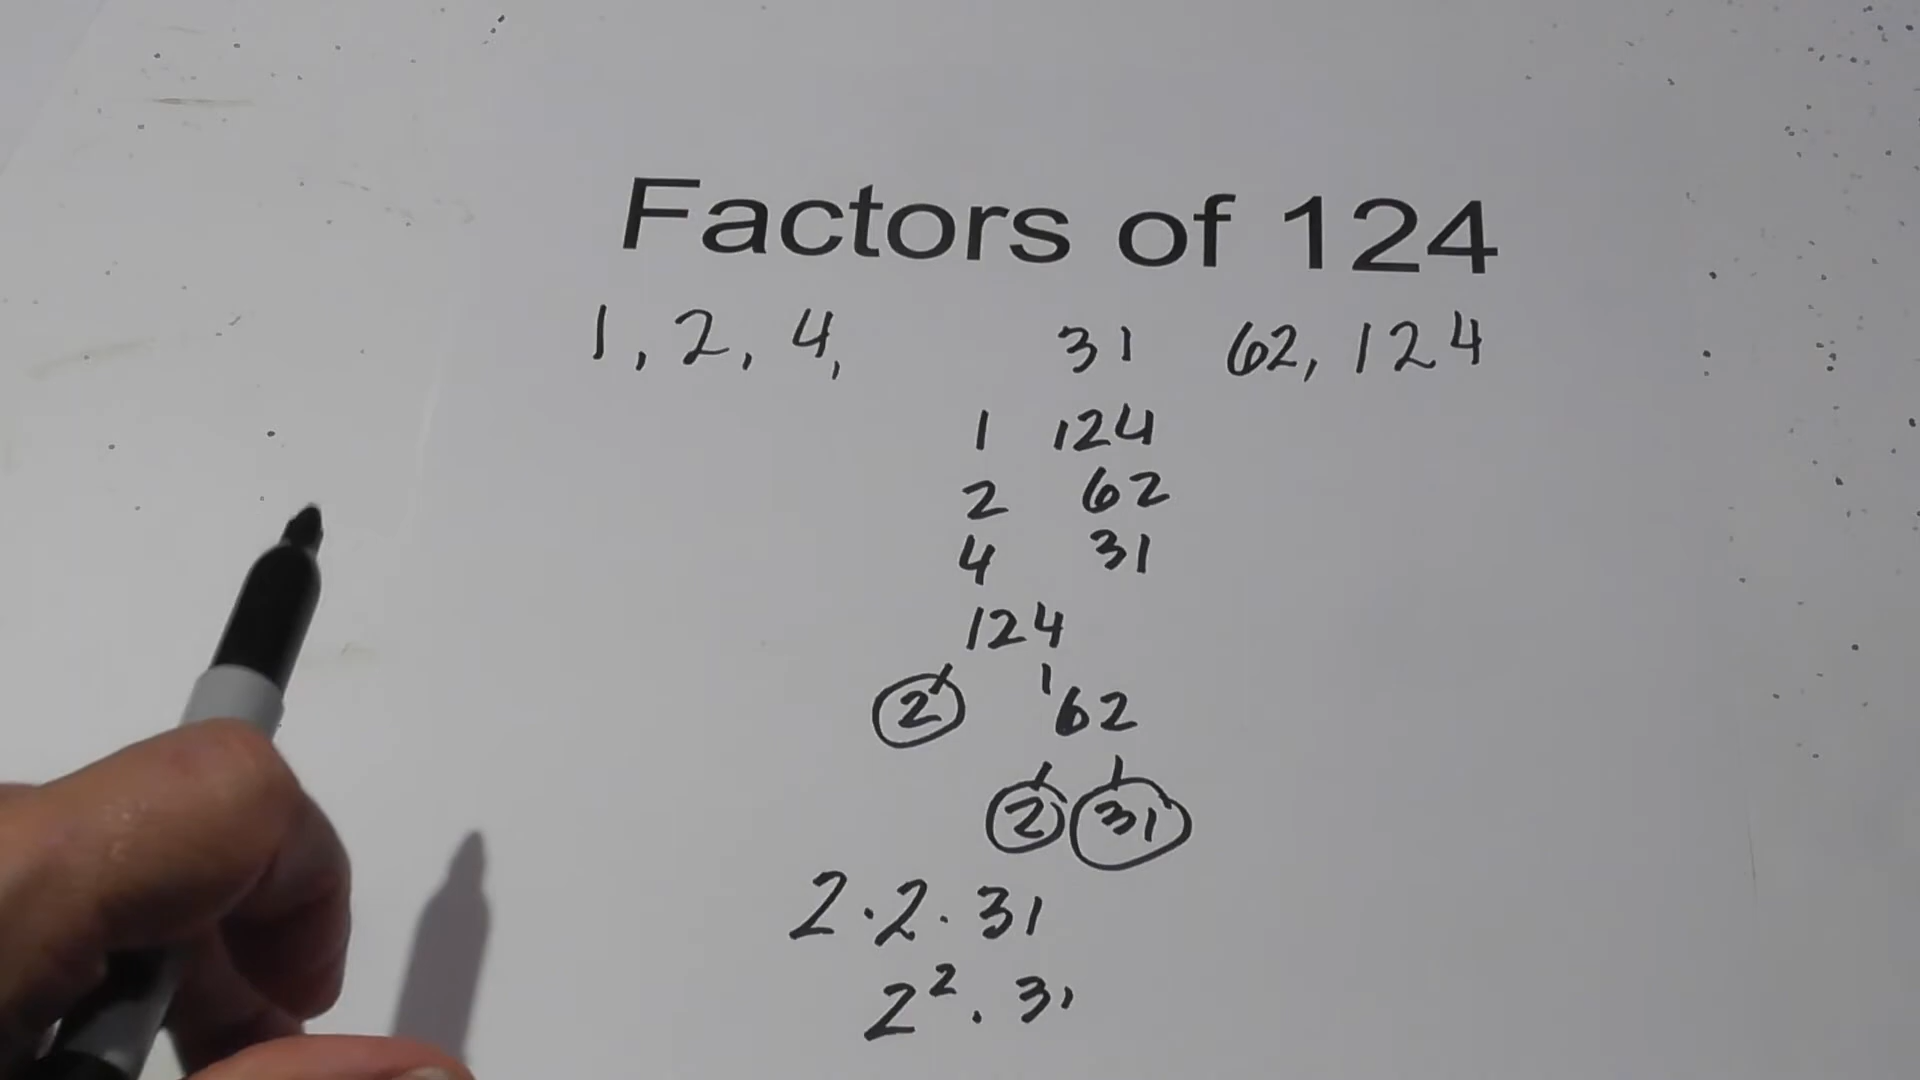 Factors of 124
1, 2, 4, 31 62, 124
1 124
2 62
4 31
124
2 62
2 31
2 · 2 · 31
2² · 31